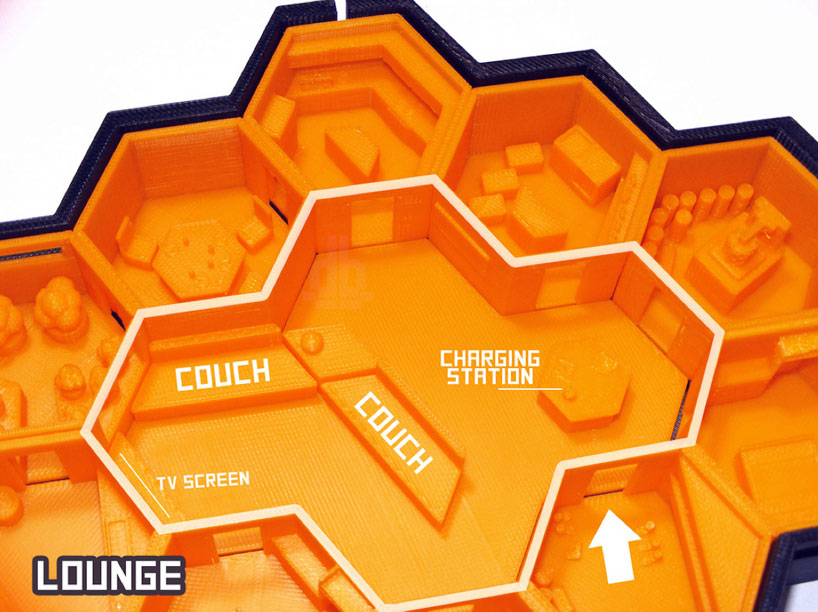 COUCH
COUCH
CHARGING
STATION
TV SCREEN
LOUNGE